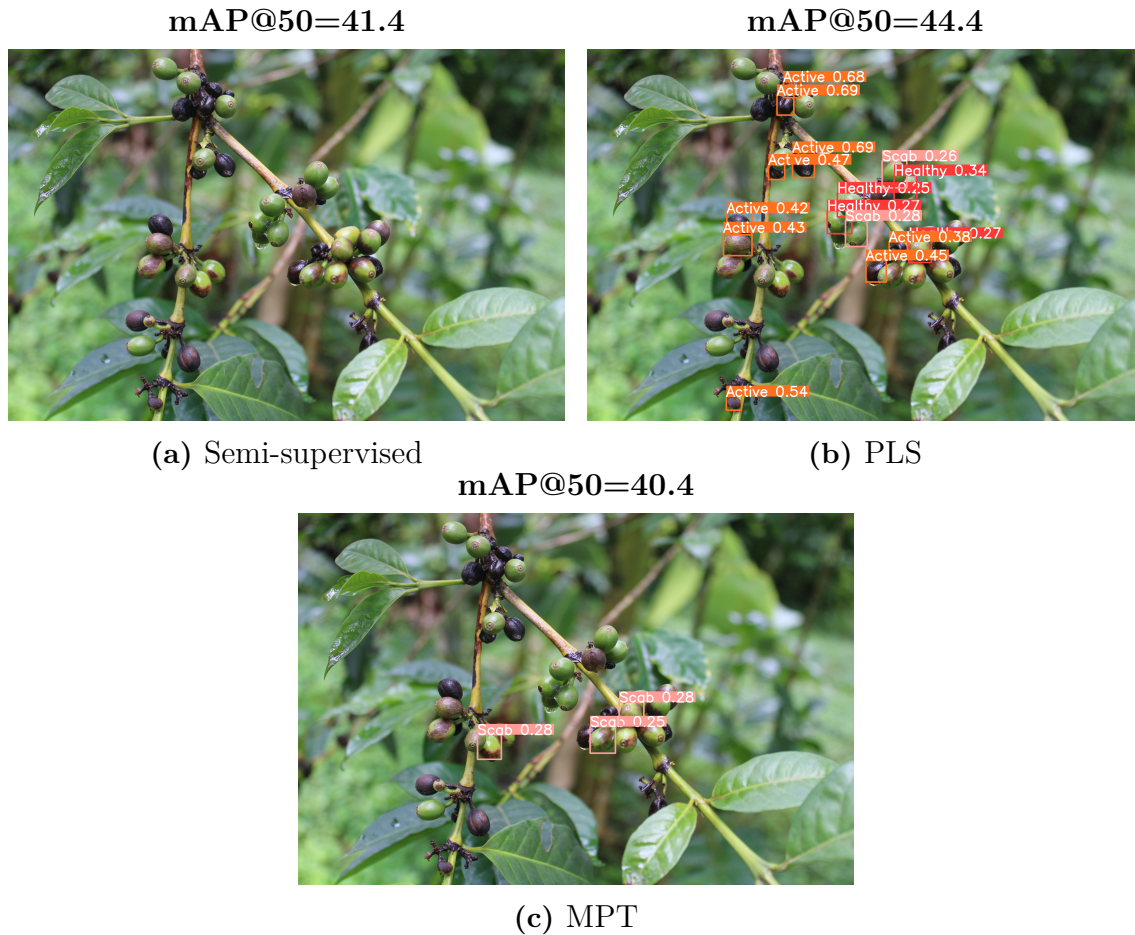 mAP@50=41.4
mAP@50=44.4
Active 0.68
Active 0.69
Active 0.69
Active 0.47
Scab 0.26
Healthy 0.34
Healthy 0.25
Healthy 0.27
Scab 0.28
Active 0.42
Active 0.43
0.27
Active 0.38
Active 0.45
Active 0.54
(a) Semi-supervised
(b) PLS
mAP@50=40.4
Scab 0.28
Scab 0.25
Scab 0.28
(c) MPT